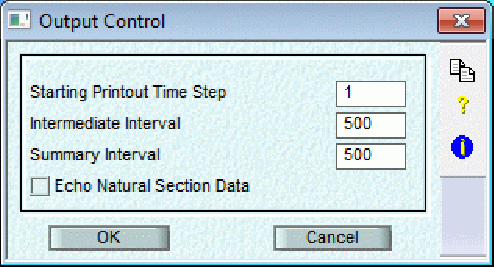 Output Control
Starting Printout Time Step 1
Intermediate Interval 500
Summary Interval 500
Echo Natural Section Data
OK Cancel